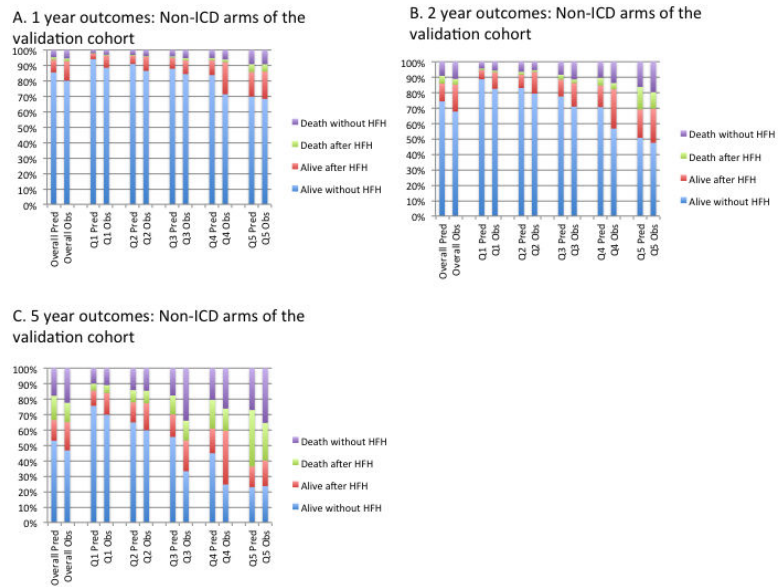 A. 1 year outcomes: Non-ICD arms of the
validation cohort
100%
90%
80%
70%
60%
50%
40%
30%
20%
10%
0%
Overall Pred
Overall Obs
Q1 Pred
Q1 Obs
Q2 Pred
Q2 Obs
Q3 Pred
Q3 Obs
Q4 Pred
Q4 Obs
Q5 Pred
Q5 Obs
Death without HFH
Death after HFH
Alive after HFH
Alive without HFH
B. 2 year outcomes: Non-ICD arms of the
validation cohort
100%
90%
80%
70%
60%
50%
40%
30%
20%
10%
0%
Overall Pred
Overall Obs
Q1 Pred
Q1 Obs
Q2 Pred
Q2 Obs
Q3 Pred
Q3 Obs
Q4 Pred
Q4 Obs
Q5 Pred
Q5 Obs
Death without HFH
Death after HFH
Alive after HFH
Alive without HFH
C. 5 year outcomes: Non-ICD arms of the
validation cohort
100%
90%
80%
70%
60%
50%
40%
30%
20%
10%
0%
Overall Pred
Overall Obs
Q1 Pred
Q1 Obs
Q2 Pred
Q2 Obs
Q3 Pred
Q3 Obs
Q4 Pred
Q4 Obs
Q5 Pred
Q5 Obs
Death without HFH
Death after HFH
Alive after HFH
Alive without HFH